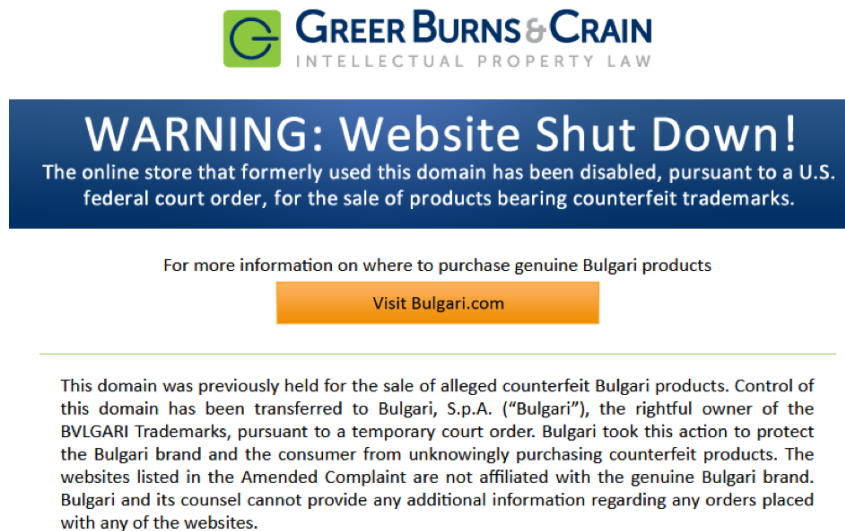 GREER BURNS & CRAIN
INTELLECTUAL PROPERTY LAW
WARNING: Website Shut Down!
The online store that formerly used this domain has been disabled, pursuant to a U.S.
federal court order, for the sale of products bearing counterfeit trademarks.
For more information on where to purchase genuine Bulgari products
Visit Bulgari.com
This domain was previously held for the sale of alleged counterfeit Bulgari products. Control of
this domain has been transferred to Bulgari, S.p.A. (“Bulgari”), the rightful owner of the
BVLGARI Trademarks, pursuant to a temporary court order. Bulgari took this action to protect
the Bulgari brand and the consumer from unknowingly purchasing counterfeit products. The
websites listed in the Amended Complaint are not affiliated with the genuine Bulgari brand.
Bulgari and its counsel cannot provide any additional information regarding any orders placed
with any of the websites.